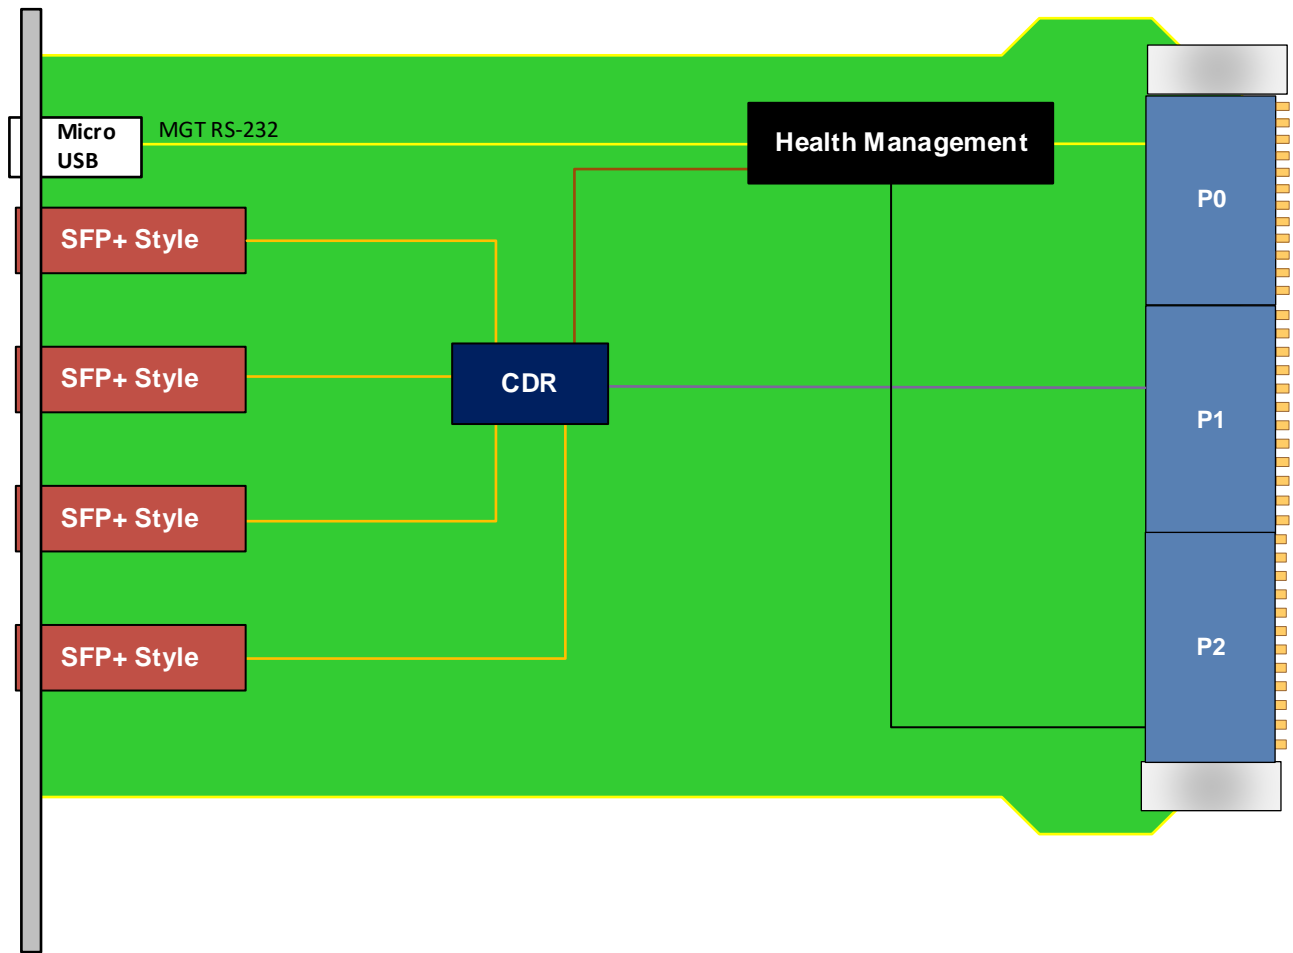 Micro
USB
MGT RS-232
Health Management
P0
SFP+ Style
SFP+ Style
CDR
P1
SFP+ Style
SFP+ Style
P2